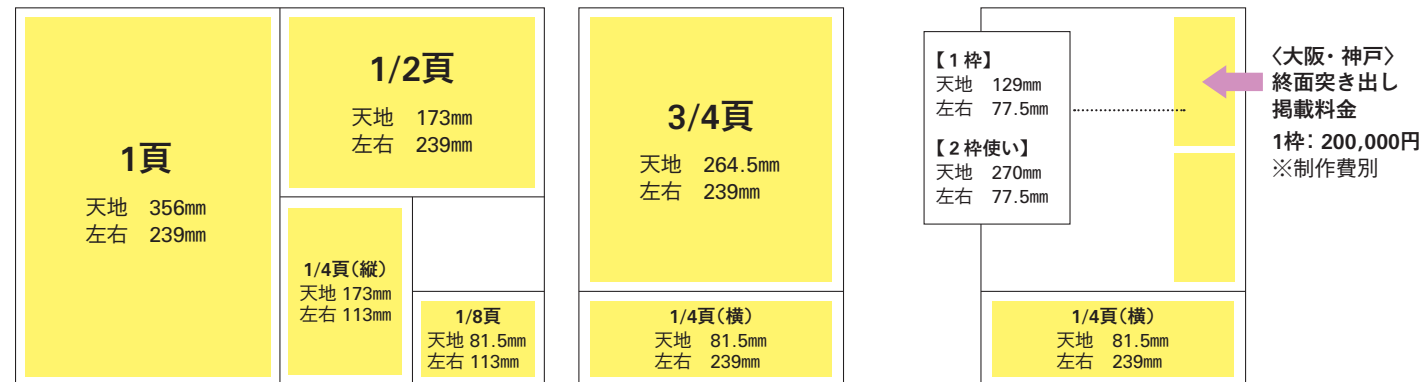 1頁
天地 356㎜
左右 239㎜
1/2頁
天地 173㎜
左右 239㎜
1/4頁（縦）
天地 173㎜
左右 113㎜
1/8頁
天地 81.5㎜
左右 113㎜
3/4頁
天地 264.5㎜
左右 239㎜
1/4頁（横）
天地 81.5㎜
左右 239㎜
【1枠】
天地 129㎜
左右 77.5㎜
【2枠使い】
天地 270㎜
左右 77.5㎜
〈大阪・神戸〉
終面突き出し
掲載料金
1枠：200,000円
※制作費別
1/4頁（横）
天地 81.5㎜
左右 239㎜